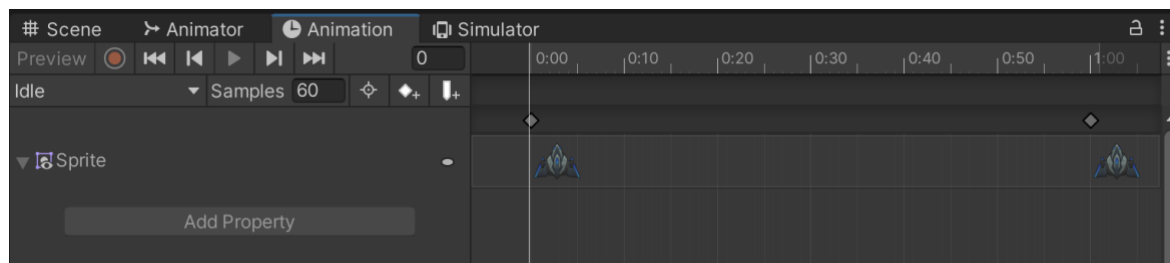 Scene Animator Animation Simulator
Preview 0 0:00 0:10 0:20 0:30 0:40 0:50 1:00
Idle Samples 60
Sprite
Add Property